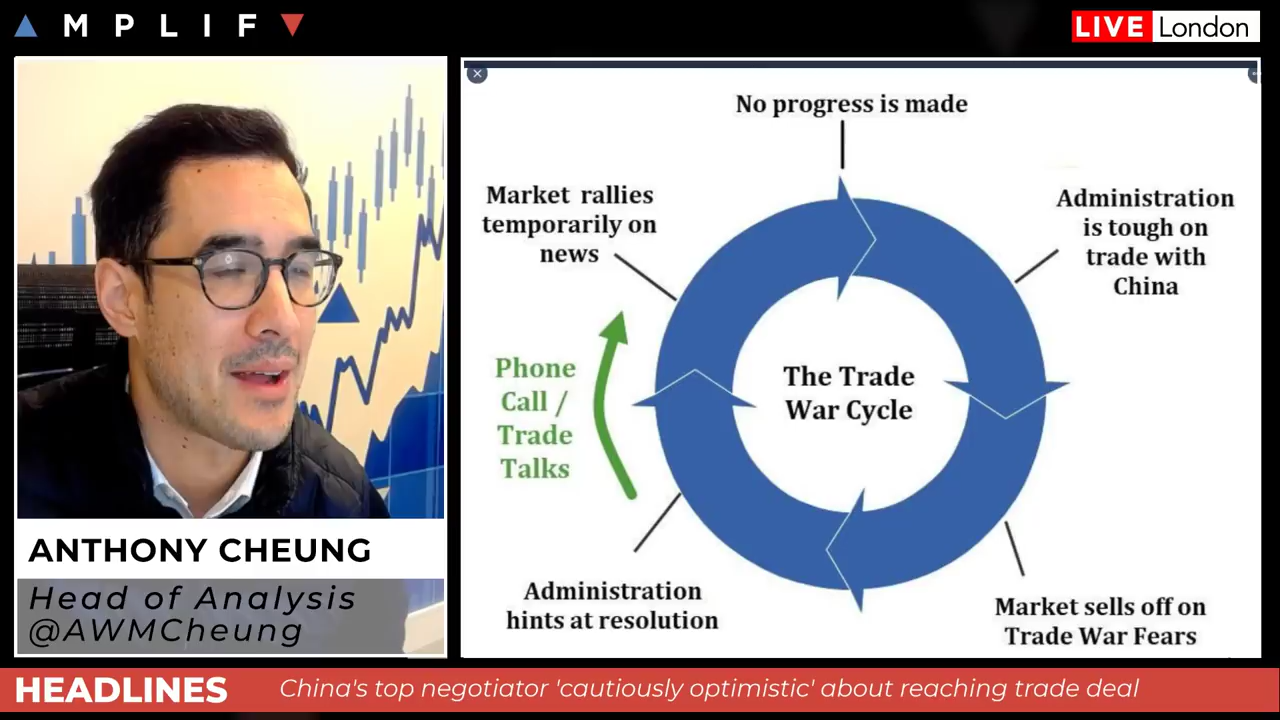 AMPLIFY
LIVE London
No progress is made
Market rallies
temporarily on
news
Administration
is tough on
trade with
China
Phone
Call /
Trade
Talks
The Trade
War Cycle
Administration
hints at resolution
Market sells off on
Trade War Fears
ANTHONY CHEUNG
Head of Analysis
@AWMCheung
HEADLINES China's top negotiator 'cautiously optimistic' about reaching trade deal